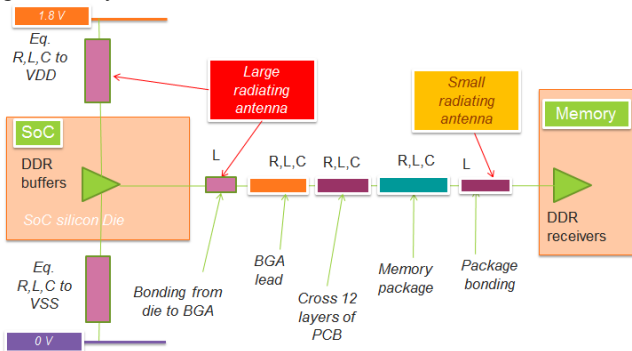 1.8 V
Eq.
R,L,C to
VDD
Large
radiating
antenna
Small
radiating
antenna
Memory
SoC
DDR
buffers
SoC silicon Die
L
R,L,C
R,L,C
R,L,C
L
DDR
receivers
Eq.
R,L,C to
VSS
Bonding from
die to BGA
BGA
lead
Cross 12
layers of
PCB
Memory
package
Package
bonding
0 V